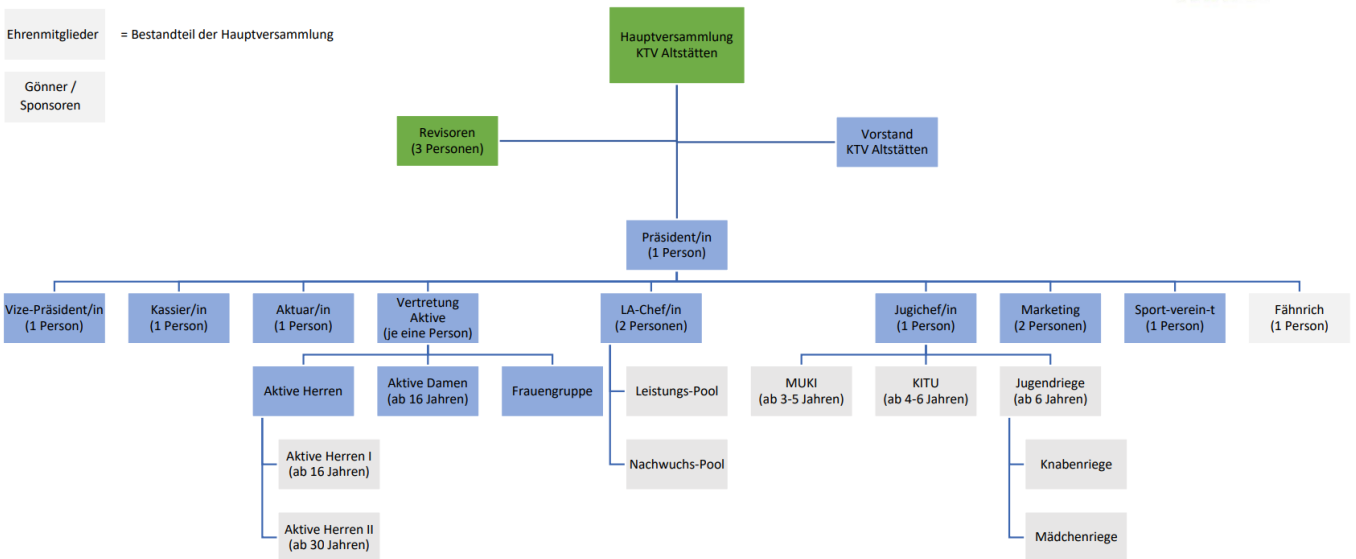 Ehrenmitglieder = Bestandteil der Hauptversammlung
Gönner /
Sponsoren
Hauptversammlung
KTV Altstätten
Revisoren
(3 Personen)
Vorstand
KTV Altstätten
Präsident/in
(1 Person)
Vize-Präsident/in
(1 Person)
Kassier/in
(1 Person)
Aktuar/in
(1 Person)
Vertretung
Aktive
(je eine Person)
LA-Chef/in
(2 Personen)
Jugichef/in
(1 Person)
Marketing
(2 Personen)
Sport-verein-t
(1 Person)
Fähnrich
(1 Person)
Aktive Herren
Aktive Damen
(ab 16 Jahren)
Frauengruppe
Leistungs-Pool
MUKI
(ab 3-5 Jahren)
KITU
(ab 4-6 Jahren)
Jugendriege
(ab 6 Jahren)
Aktive Herren I
(ab 16 Jahren)
Nachwuchs-Pool
Knabenriege
Aktive Herren II
(ab 30 Jahren)
Mädchenriege